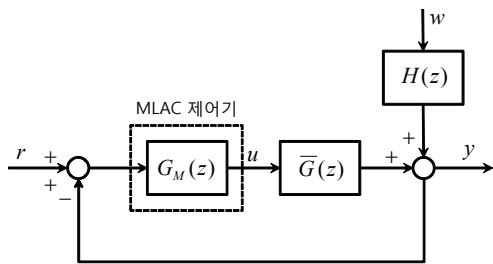 w
H(z)
MLAC 제어기
+
r
+
+
−
G_M(z)
u
G̅(z)
+
y